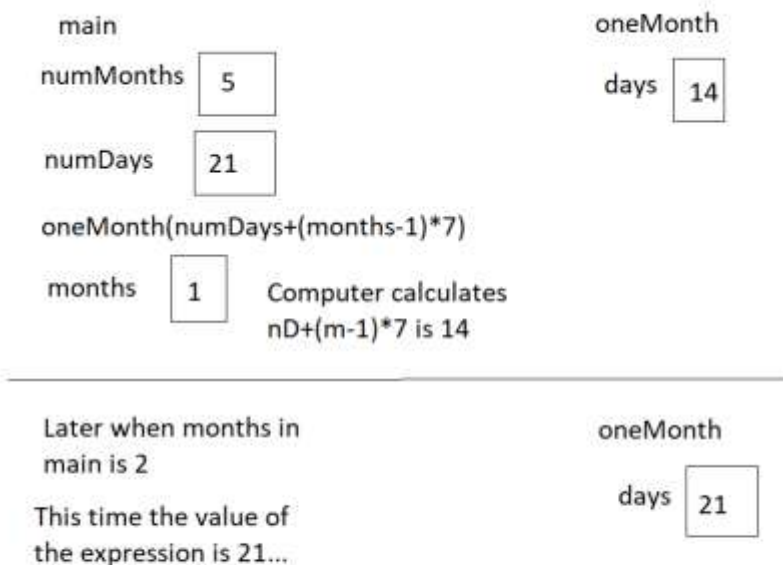 main
numMonths 5
numDays 21
oneMonth(numDays+(months-1)*7)
months 1
Computer calculates
nD+(m-1)*7 is 14
oneMonth
days 14
Later when months in
main is 2
This time the value of
the expression is 21...
oneMonth
days 21